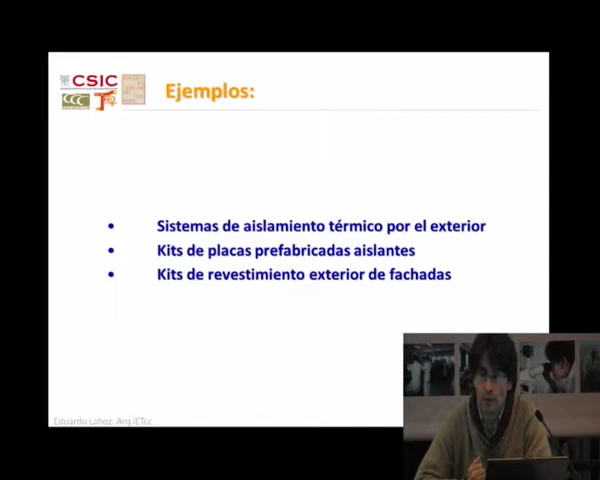 CSIC
Ejemplos:
• Sistemas de aislamiento térmico por el exterior
• Kits de placas prefabricadas aislantes
• Kits de revestimiento exterior de fachadas
Eduardo Lahoz. Arq.IETcc